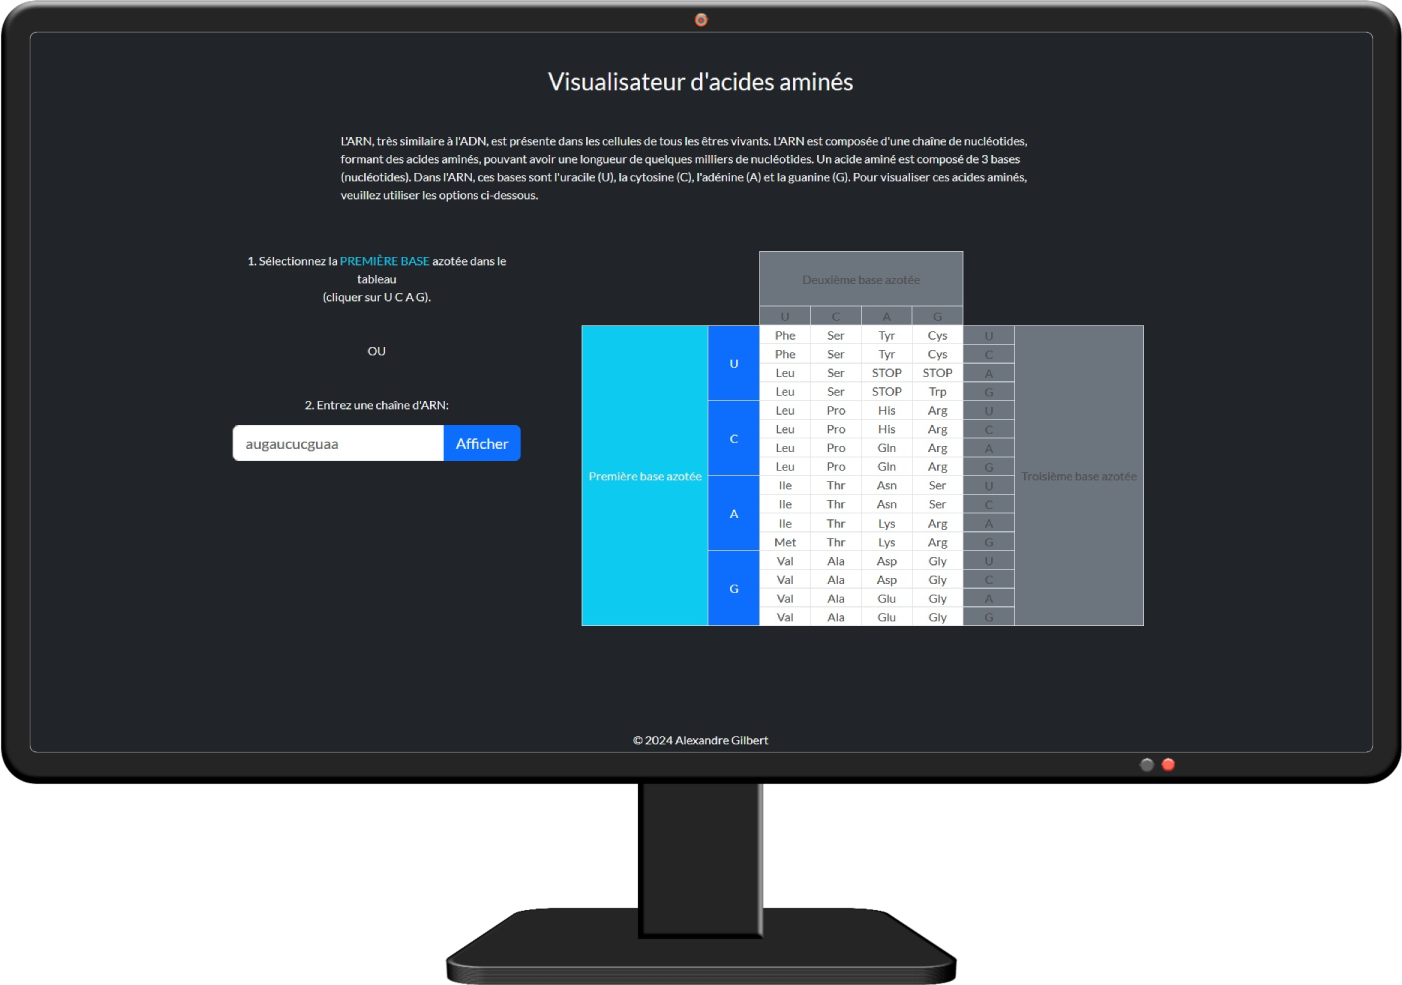 Visualisateur d'acides aminés
L'ARN, très similaire à l'ADN, est présente dans les cellules de tous les êtres vivants. L'ARN est composée d'une chaîne de nucléotides,
formant des acides aminés, pouvant avoir une longueur de quelques milliers de nucléotides. Un acide aminé est composé de 3 bases
(nucléotides). Dans l'ARN, ces bases sont l'uracile (U), la cytosine (C), l'adénine (A) et la guanine (G). Pour visualiser ces acides aminés,
veuillez utiliser les options ci-dessous.
1. Sélectionnez la PREMIÈRE BASE azotée dans le
tableau
(cliquer sur U C A G).
OU
2. Entrez une chaîne d'ARN:
augaucucguaa Afficher
Deuxième base azotée
U C A G
Première base azotée
U
C
A
G
Phe Ser Tyr Cys U
Phe Ser Tyr Cys C
Leu Ser STOP STOP A
Leu Ser STOP Trp G
Leu Pro His Arg U
Leu Pro His Arg C
Leu Pro Gln Arg A
Leu Pro Gln Arg G
Ile Thr Asn Ser U
Ile Thr Asn Ser C
Ile Thr Lys Arg A
Met Thr Lys Arg G
Val Ala Asp Gly U
Val Ala Asp Gly C
Val Ala Glu Gly A
Val Ala Glu Gly G
Troisième base azotée
© 2024 Alexandre Gilbert